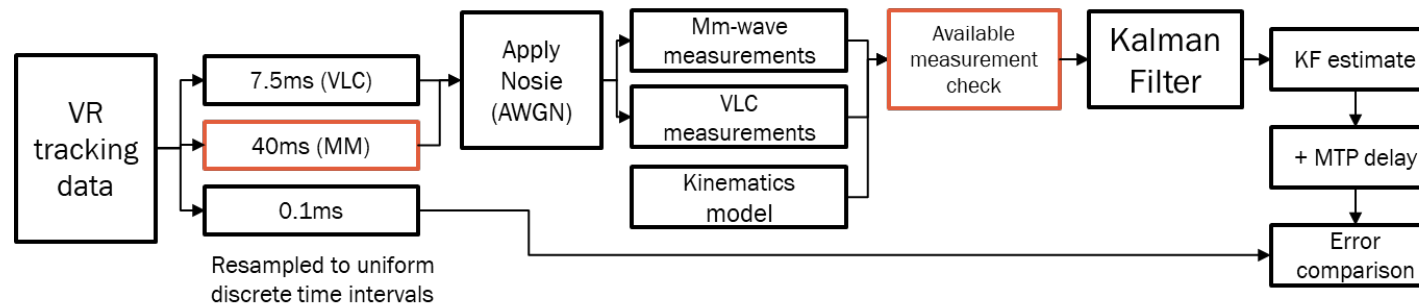 VR
tracking
data
7.5ms (VLC)
40ms (MM)
0.1ms
Resampled to uniform
discrete time intervals
Apply
Nosie
(AWGN)
Mm-wave
measurements
VLC
measurements
Kinematics
model
Available
measurement
check
Kalman
Filter
KF estimate
+ MTP delay
Error
comparison